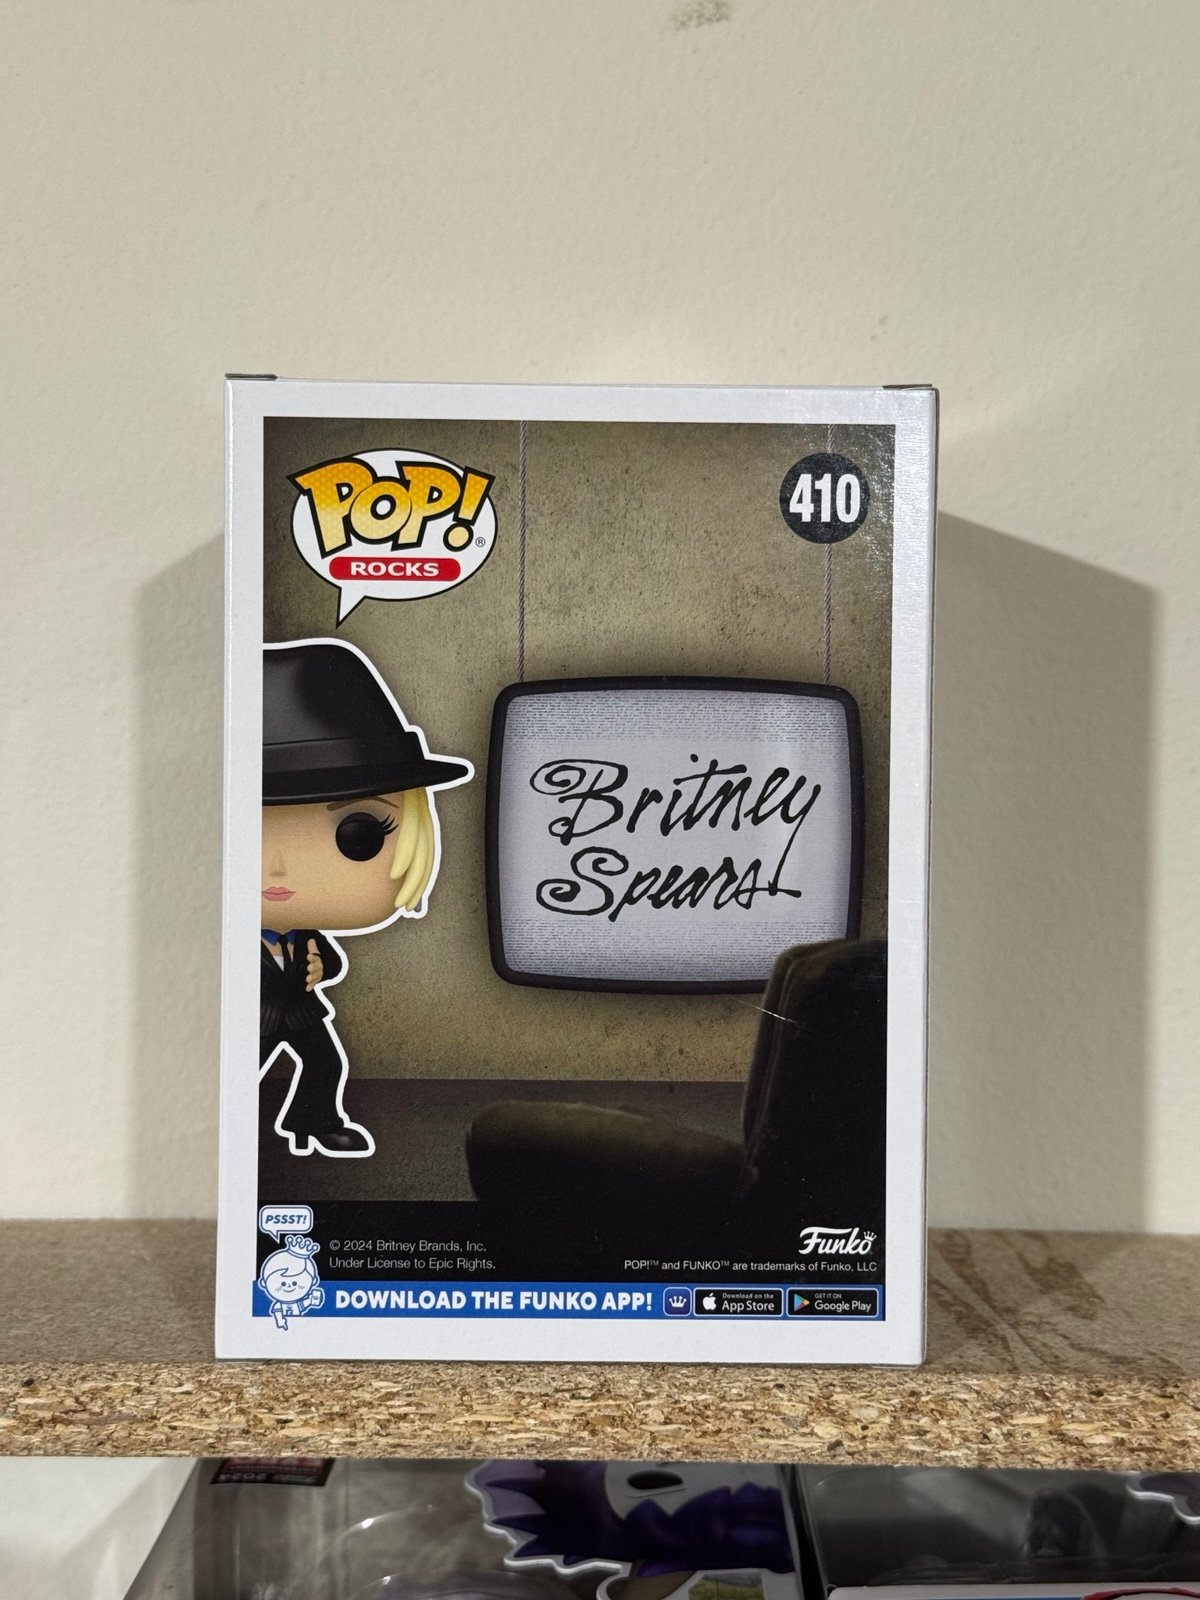 POP!®
ROCKS
410
Britney
Spears
PSSST!
© 2024 Britney Brands, Inc.
Under License to Epic Rights.
Funko
POP!™ and FUNKO™ are trademarks of Funko, LLC
DOWNLOAD THE FUNKO APP!
Download on the
App Store
GET IT ON
Google Play